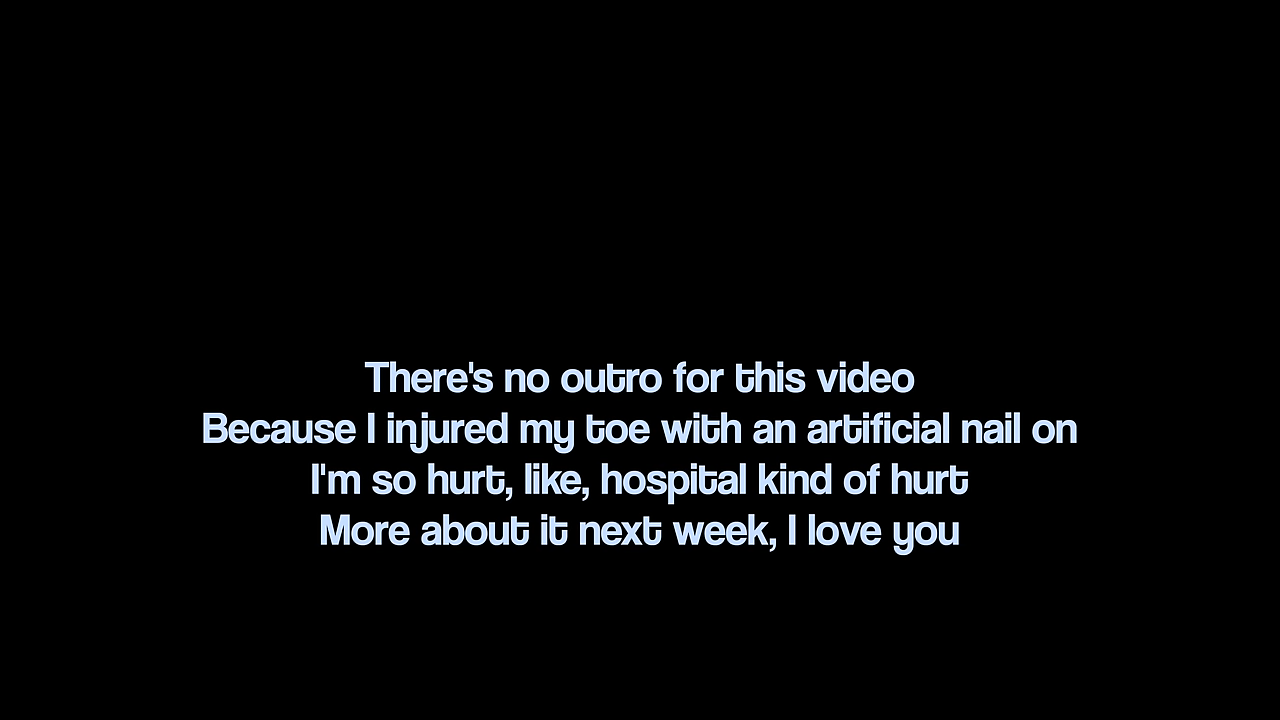 There's no outro for this video
Because I injured my toe with an artificial nail on
I'm so hurt, like, hospital kind of hurt
More about it next week, I love you